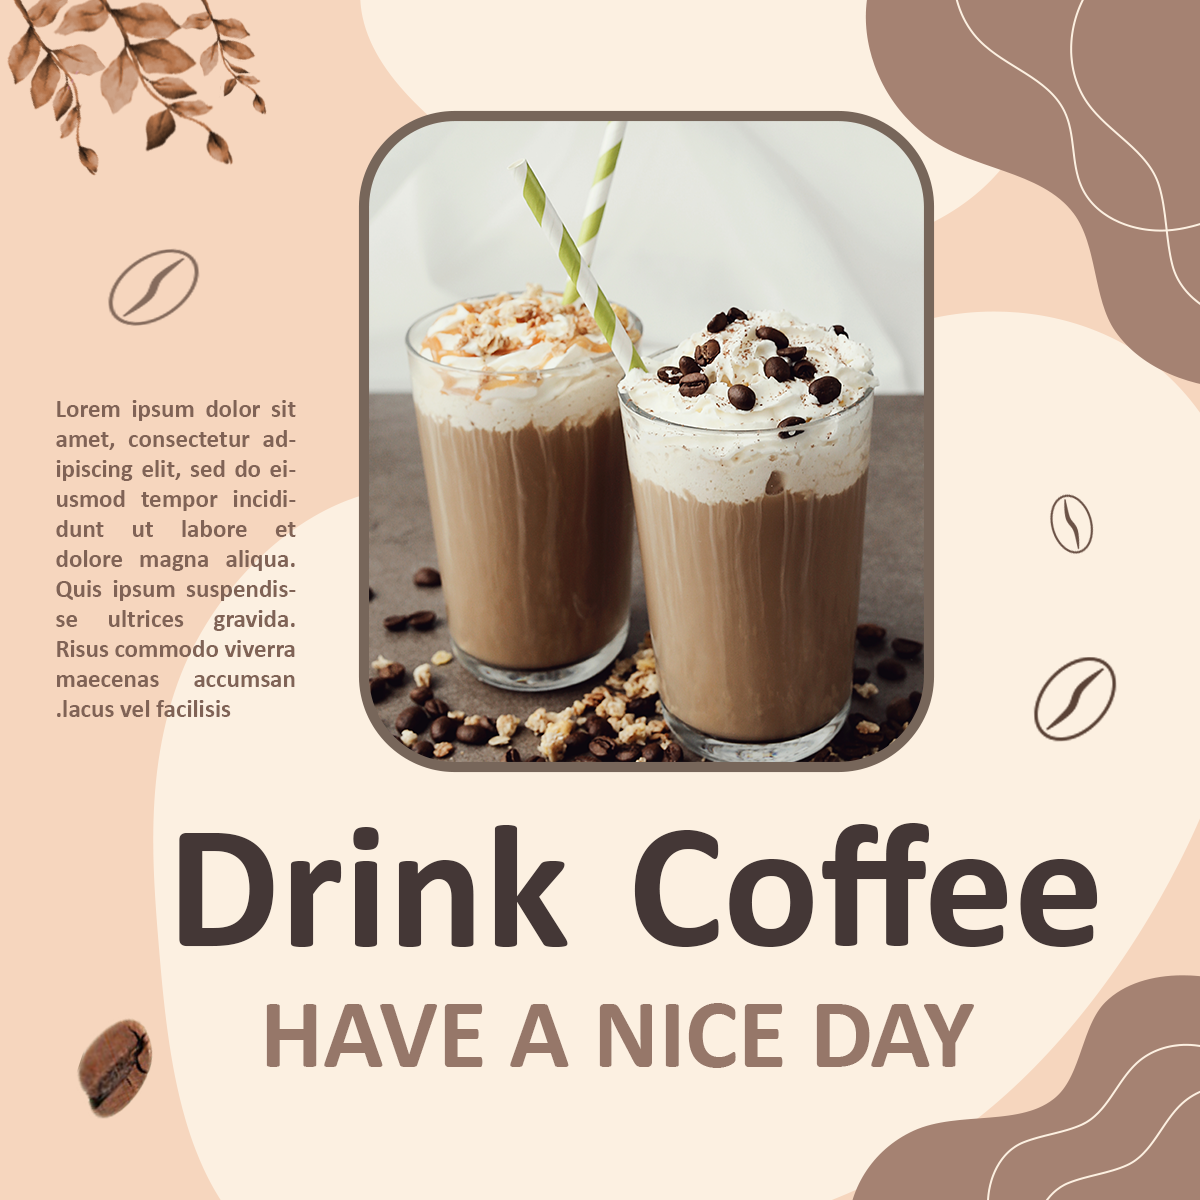 Lorem ipsum dolor sit
amet, consectetur ad-
ipiscing elit, sed do ei-
usmod tempor incidi-
dunt ut labore et
dolore magna aliqua.
Quis ipsum suspendis-
se ultrices gravida.
Risus commodo viverra
maecenas accumsan
.lacus vel facilisis
Drink Coffee
HAVE A NICE DAY